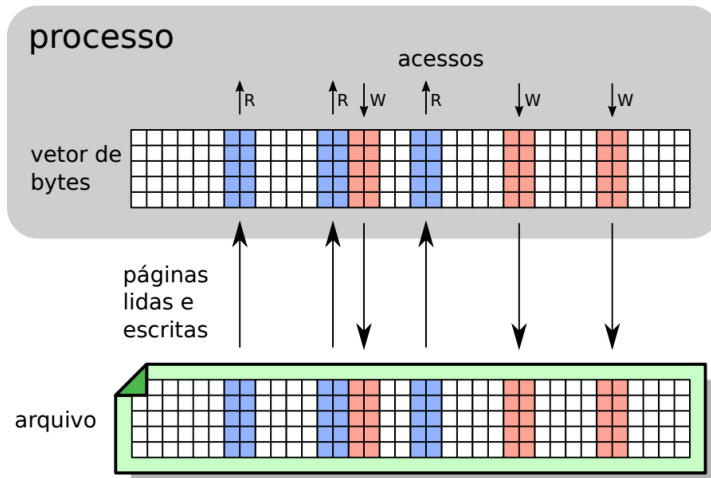 processo
acessos
R
R
W
R
W
W
vetor de
bytes
páginas
lidas e
escritas
arquivo